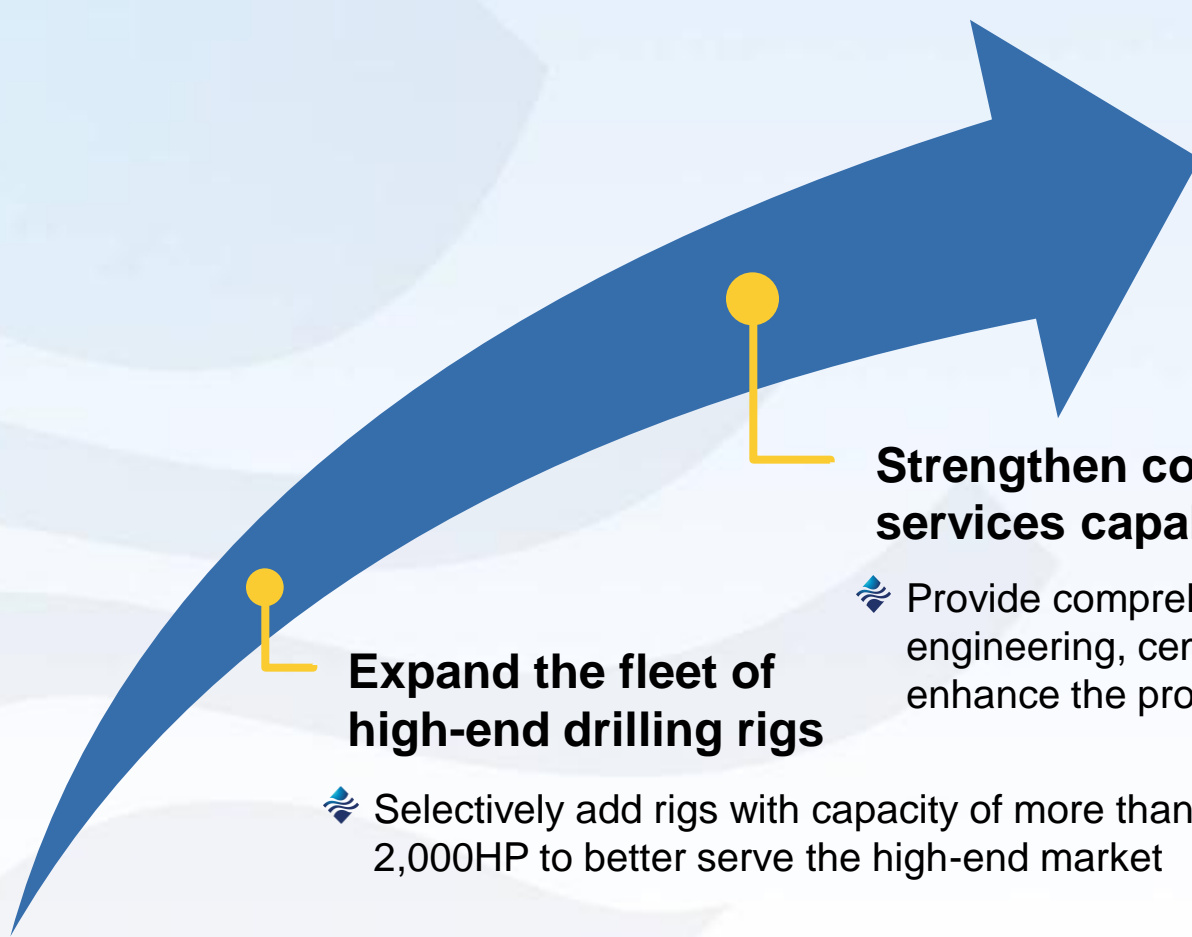 Strengthen co
services capa
Provide compre
engineering, ce
enhance the pro
Expand the fleet of
high-end drilling rigs
Selectively add rigs with capacity of more than
2,000HP to better serve the high-end market